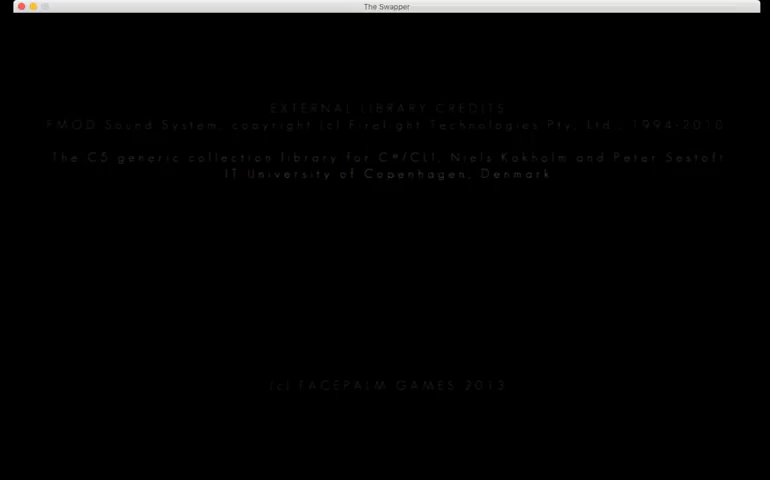 The Swapper
EXTERNAL LIBRARY CREDITS
FMOD Sound System, copyright (c) Firelight Technologies Pty, Ltd., 1994-2010
The C5 generic collection library for C#/CLI, Niels Kokholm and Peter Sestoft
IT University of Copenhagen, Denmark
(c) FACEPALM GAMES 2013